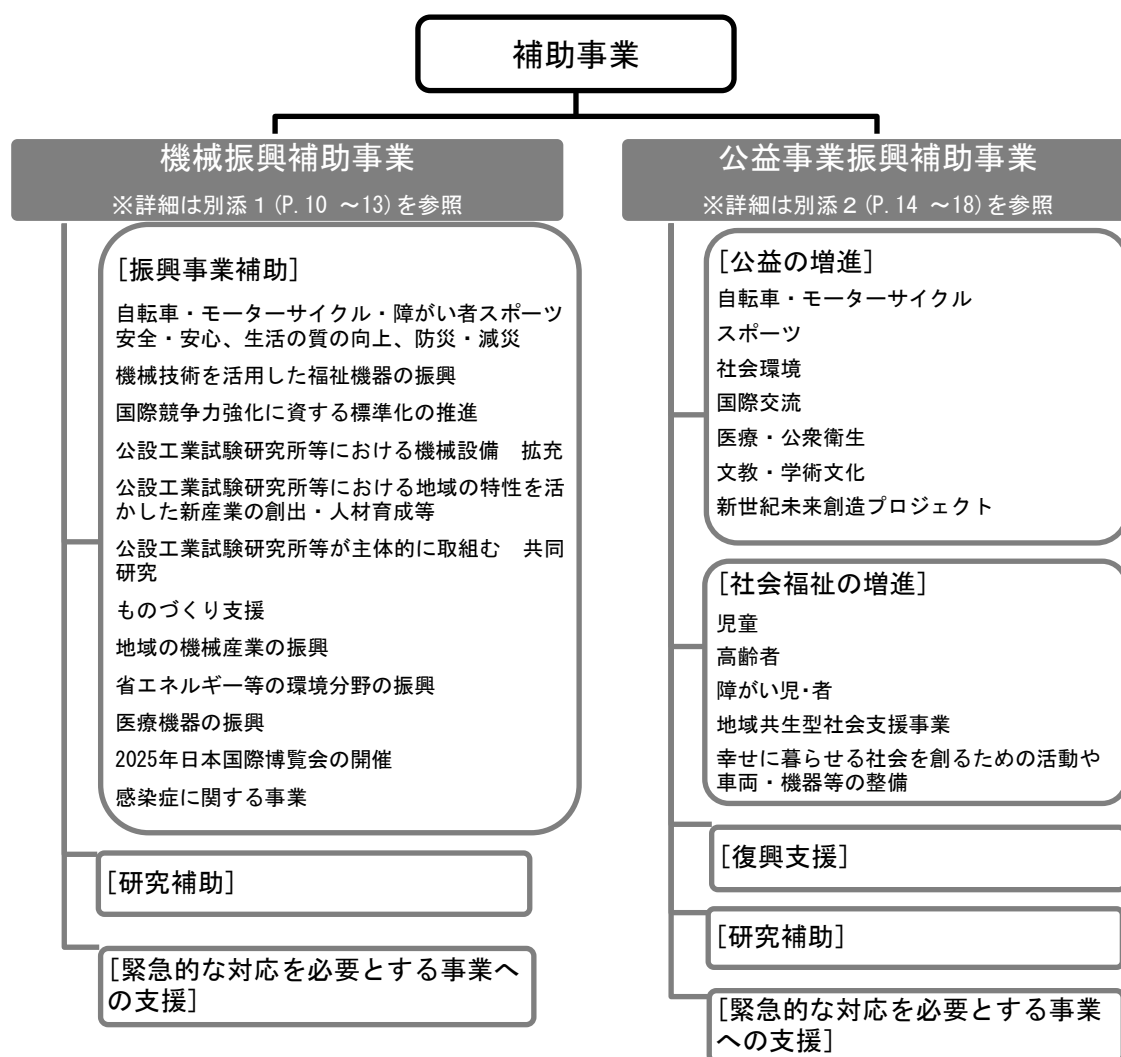 補助事業
機械振興補助事業
※詳細は別添１(P.10 ～13)を参照
[振興事業補助]
自転車・モーターサイクル・障がい者スポーツ
安全・安心、生活の質の向上、防災・減災
機械技術を活用した福祉機器の振興
国際競争力強化に資する標準化の推進
公設工業試験研究所等における機械設備　拡充
公設工業試験研究所等における地域の特性を活
かした新産業の創出・人材育成等
公設工業試験研究所等が主体的に取組む　共同
研究
ものづくり支援
地域の機械産業の振興
省エネルギー等の環境分野の振興
医療機器の振興
2025年日本国際博覧会の開催
感染症に関する事業
[研究補助]
[緊急的な対応を必要とする事業へ
の支援]
公益事業振興補助事業
※詳細は別添２(P.14 ～18)を参照
[公益の増進]
自転車・モーターサイクル
スポーツ
社会環境
国際交流
医療・公衆衛生
文教・学術文化
新世紀未来創造プロジェクト
[社会福祉の増進]
児童
高齢者
障がい児・者
地域共生型社会支援事業
幸せに暮らせる社会を創るための活動や
車両・機器等の整備
[復興支援]
[研究補助]
[緊急的な対応を必要とする事業
への支援]